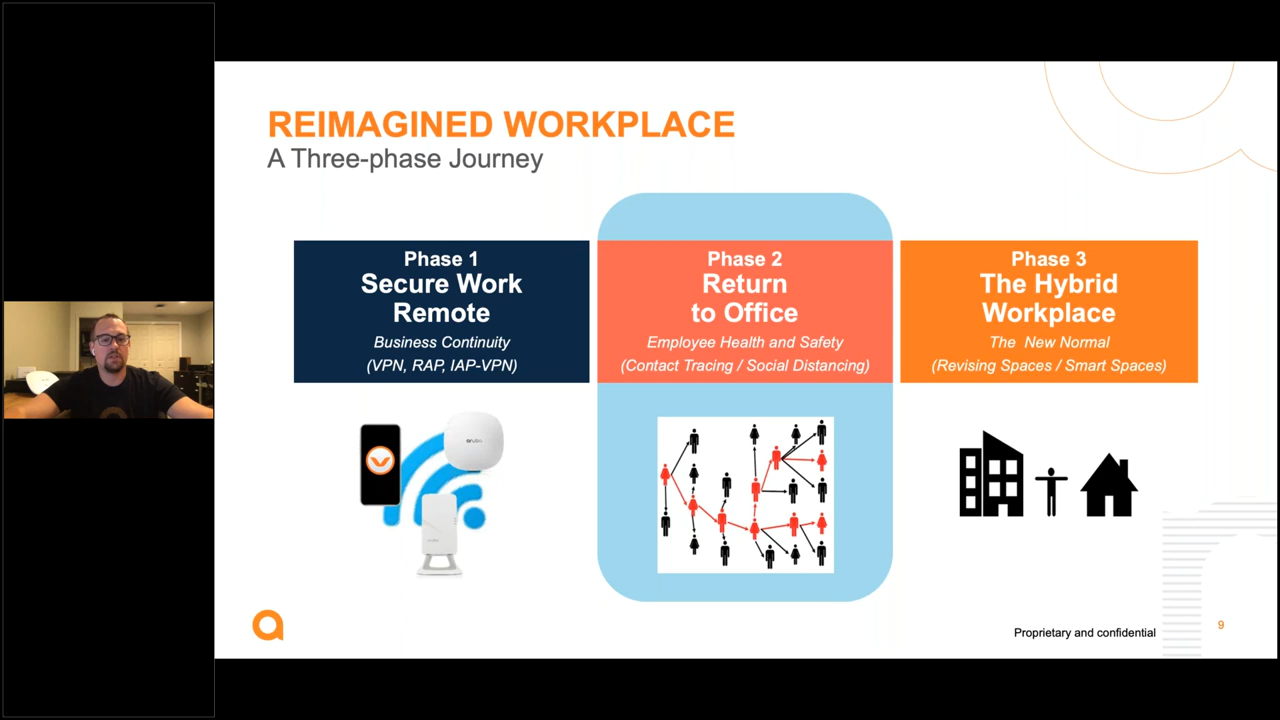 REIMAGINED WORKPLACE
A Three-phase Journey
Phase 1
Secure Work
Remote
Business Continuity
(VPN, RAP, IAP-VPN)
Phase 2
Return
to Office
Employee Health and Safety
(Contact Tracing / Social Distancing)
Phase 3
The Hybrid
Workplace
The New Normal
(Revising Spaces / Smart Spaces)
aruba
aruba
Proprietary and confidential
9